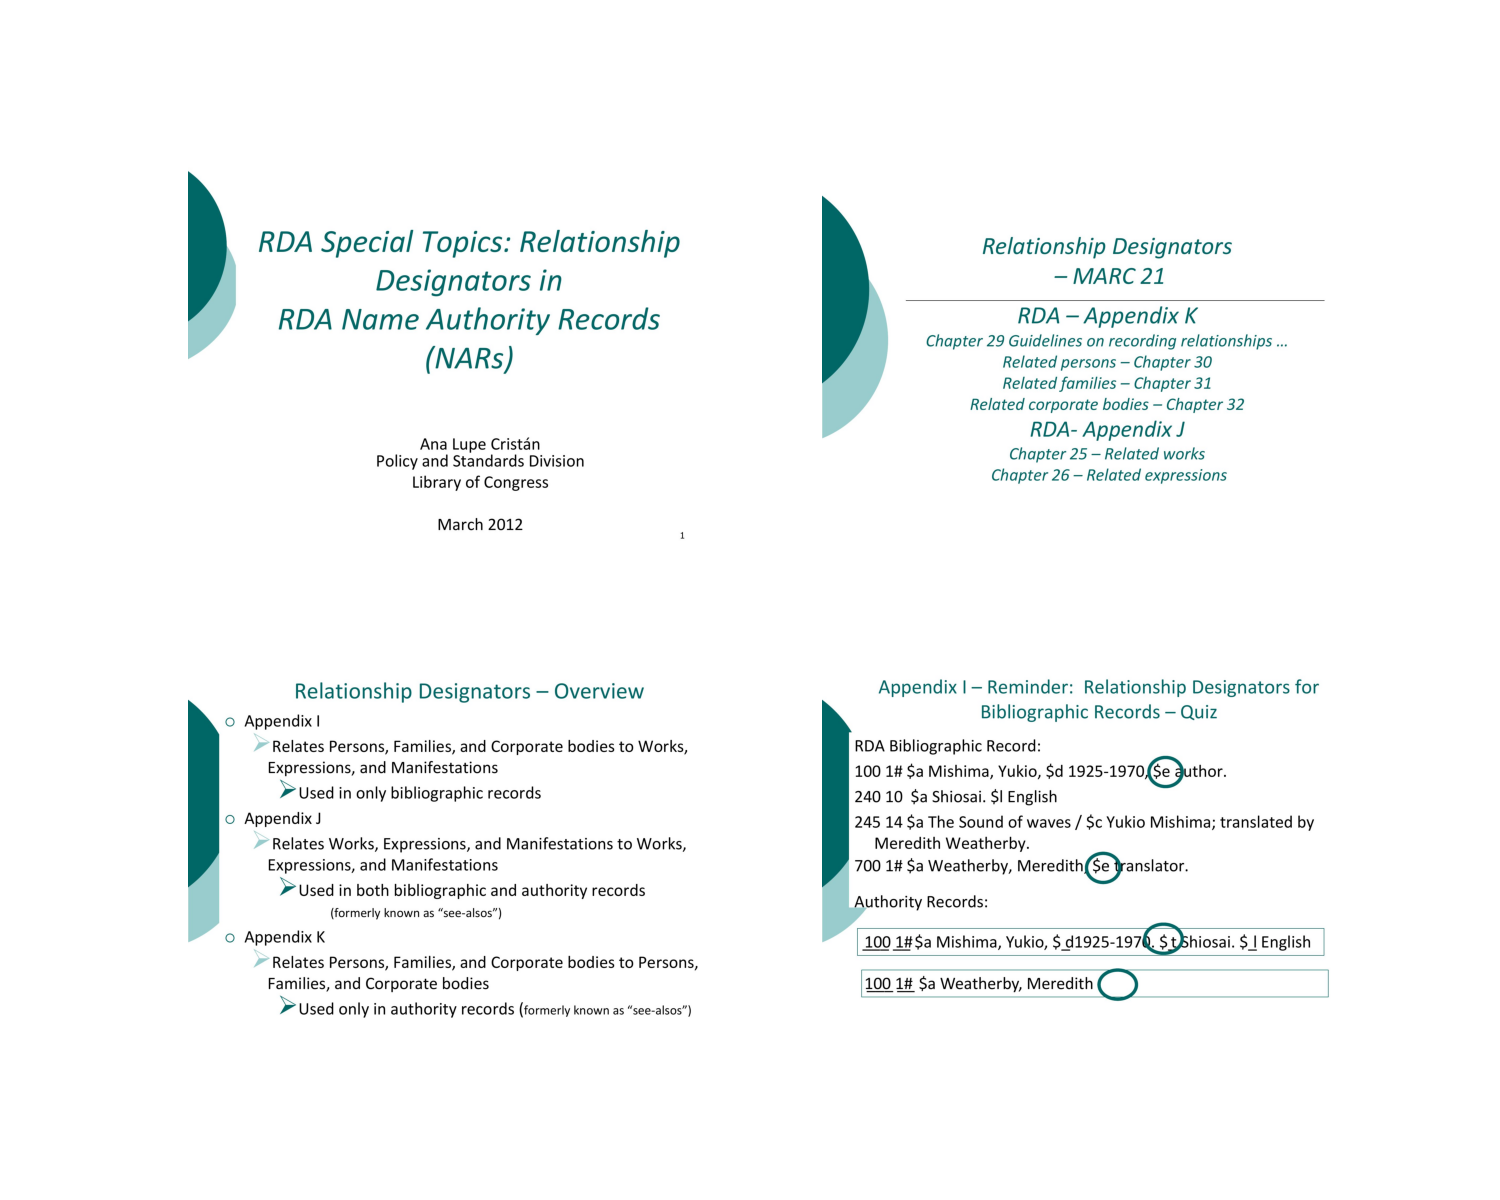 RDA Special Topics: Relationship
Designators in
RDA Name Authority Records
(NARs)
Ana Lupe Cristán
Policy and Standards Division
Library of Congress
March 2012
1
Relationship Designators
– MARC 21
RDA – Appendix K
Chapter 29 Guidelines on recording relationships …
Related persons – Chapter 30
Related families – Chapter 31
Related corporate bodies – Chapter 32
RDA- Appendix J
Chapter 25 – Related works
Chapter 26 – Related expressions
Relationship Designators – Overview
Appendix I
Relates Persons, Families, and Corporate bodies to Works,
Expressions, and Manifestations
Used in only bibliographic records
Appendix J
Relates Works, Expressions, and Manifestations to Works,
Expressions, and Manifestations
Used in both bibliographic and authority records
(formerly known as “see-alsos”)
Appendix K
Relates Persons, Families, and Corporate bodies to Persons,
Families, and Corporate bodies
Used only in authority records (formerly known as “see-alsos”)
Appendix I – Reminder: Relationship Designators for
Bibliographic Records – Quiz
RDA Bibliographic Record:
100 1# $a Mishima, Yukio, $d 1925-1970, $e author.
240 10 $a Shiosai. $l English
245 14 $a The Sound of waves / $c Yukio Mishima; translated by
Meredith Weatherby.
700 1# $a Weatherby, Meredith, $e translator.
Authority Records:
100 1# $a Mishima, Yukio, $ d1925-1970. $ t Shiosai. $ l English
100 1# $a Weatherby, Meredith